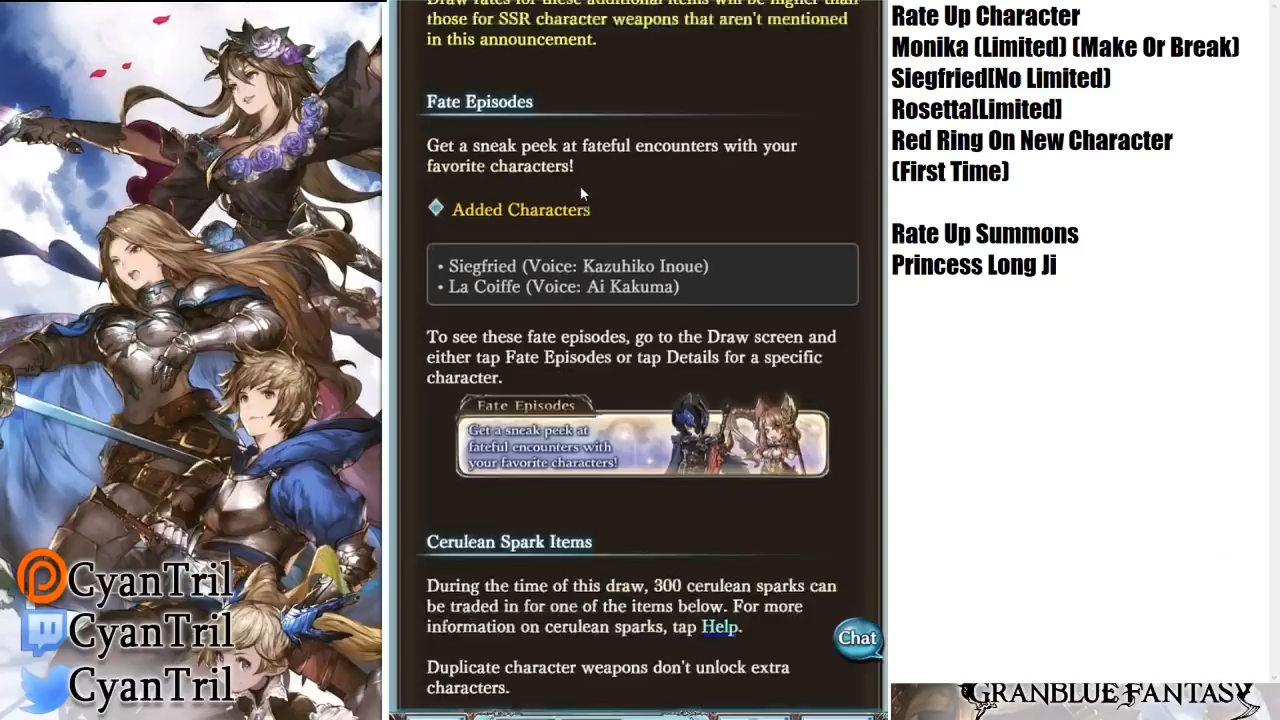 Draw rates for these additional items will be higher than
those for SSR character weapons that aren't mentioned
in this announcement.
Fate Episodes
Get a sneak peek at fateful encounters with your
favorite characters!
Added Characters
• Siegfried (Voice: Kazuhiko Inoue)
• La Coiffe (Voice: Ai Kakuma)
To see these fate episodes, go to the Draw screen and
either tap Fate Episodes or tap Details for a specific
character.
Fate Episodes
Get a sneak peek at
fateful encounters with
your favorite characters!
Cerulean Spark Items
During the time of this draw, 300 cerulean sparks can
be traded in for one of the items below. For more
information on cerulean sparks, tap Help.
Duplicate character weapons don't unlock extra
characters.
Chat
Rate Up Character
Monika (Limited) (Make Or Break)
Siegfried[No Limited)
Rosetta[Limited]
Red Ring On New Character
(First Time)
Rate Up Summons
Princess Long Ji
CyanTril
CyanTril
CyanTril
GRANBLUE FANTASY